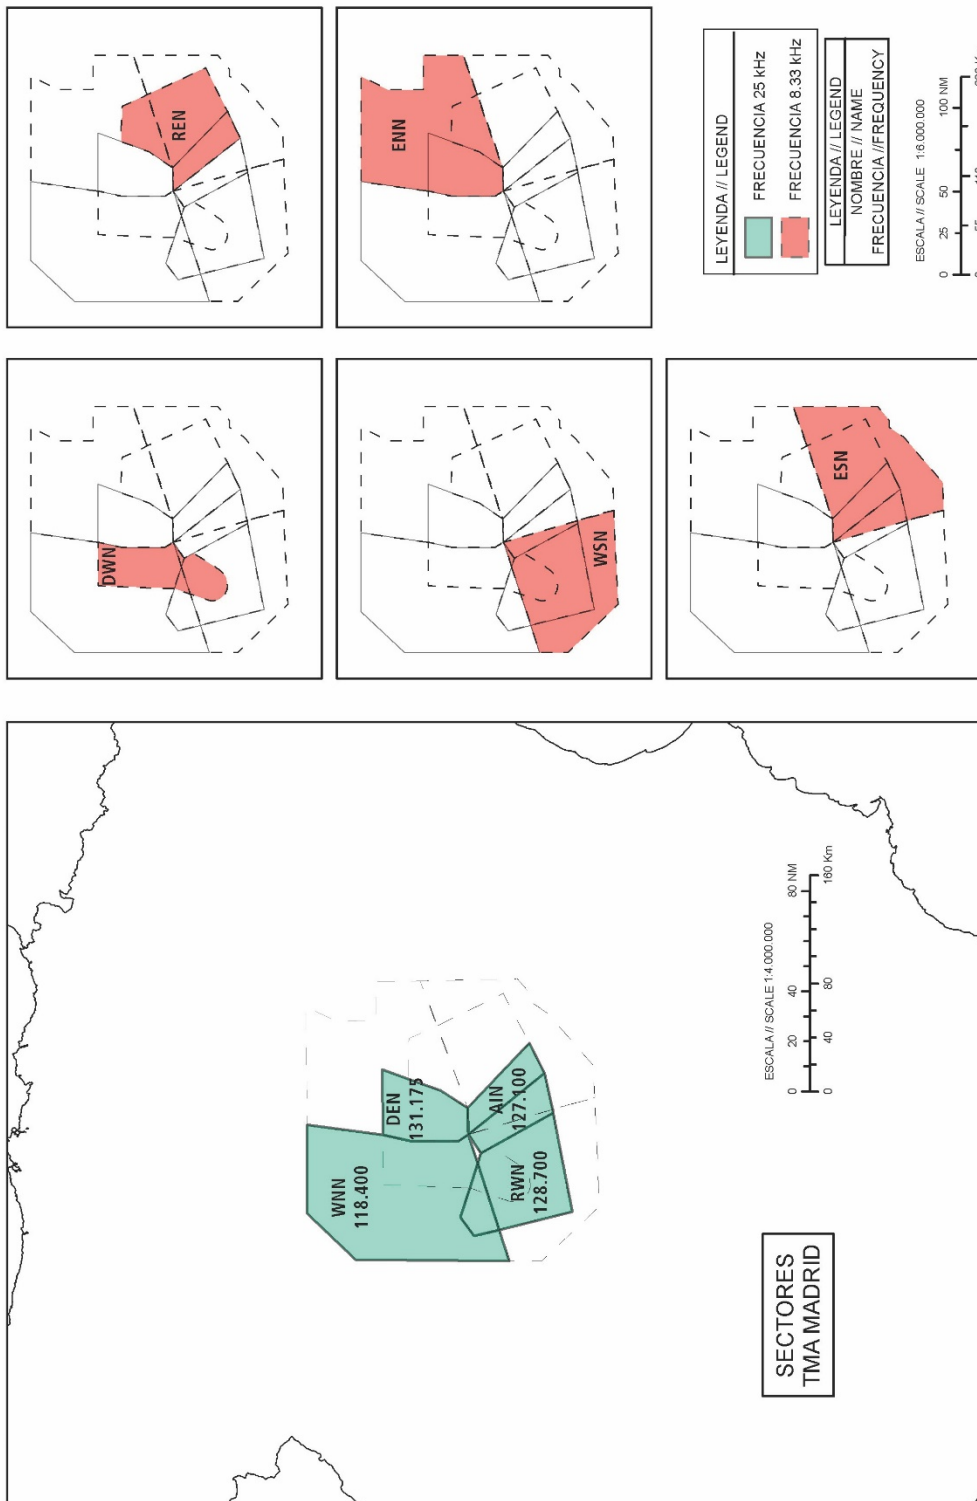 REN
ENN
LEYENDA // LEGEND
FRECUENCIA 25 kHz
FRECUENCIA 8.33 kHz
LEYENDA // LEGEND
NOMBRE // NAME
FRECUENCIA //FREQUENCY
ESCALA // SCALE 1:6.000.000
0 25 50 100 NM
DWN
WSN
ESN
WNN
118.400
DEN
131.175
AIN
127.100
RWN
128.700
SECTORES
TMA MADRID
ESCALA // SCALE 1:4.000.000
0 20 40 80 NM
0 40 80 160 Km